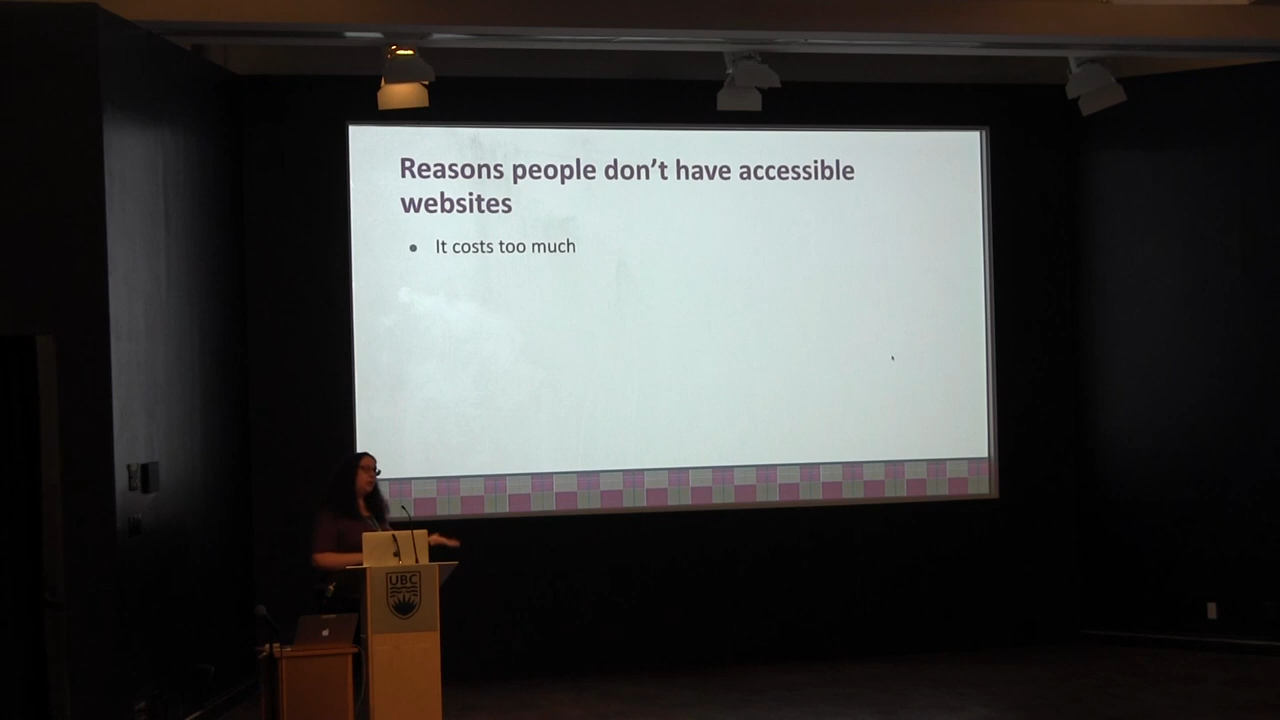 Reasons people don't have accessible
websites
• It costs too much
UBC